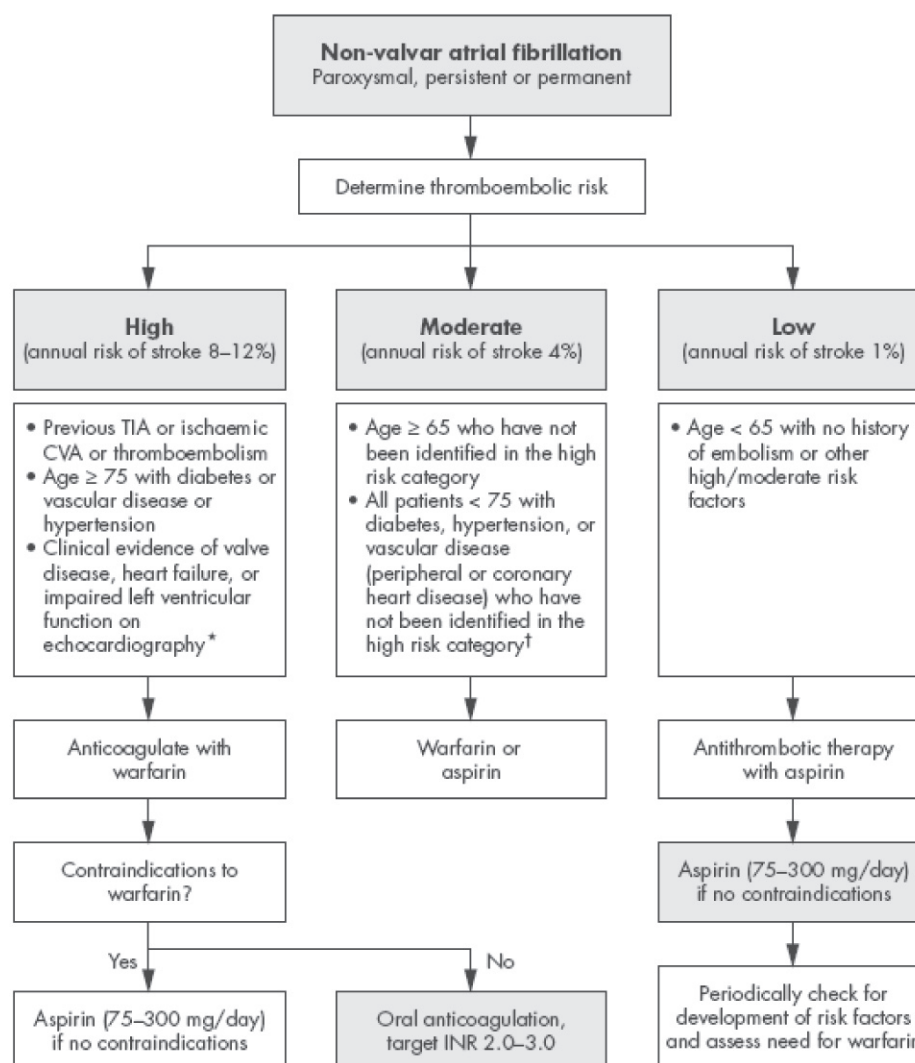 Non-valvar atrial fibrillation
Paroxysmal, persistent or permanent
Determine thromboembolic risk
High
(annual risk of stroke 8–12%)
Moderate
(annual risk of stroke 4%)
Low
(annual risk of stroke 1%)
• Previous TIA or ischaemic
CVA or thromboembolism
• Age ≥ 75 with diabetes or
vascular disease or
hypertension
• Clinical evidence of valve
disease, heart failure, or
impaired left ventricular
function on
echocardiography*
• Age ≥ 65 who have not
been identified in the high
risk category
• All patients < 75 with
diabetes, hypertension, or
vascular disease
(peripheral or coronary
heart disease) who have
not been identified in the
high risk category†
• Age < 65 with no history
of embolism or other
high/moderate risk
factors
Anticoagulate with
warfarin
Warfarin or
aspirin
Antithrombotic therapy
with aspirin
Contraindications to
warfarin?
Aspirin (75–300 mg/day)
if no contraindications
Yes
No
Aspirin (75–300 mg/day)
if no contraindications
Oral anticoagulation,
target INR 2.0–3.0
Periodically check for
development of risk factors
and assess need for warfarin